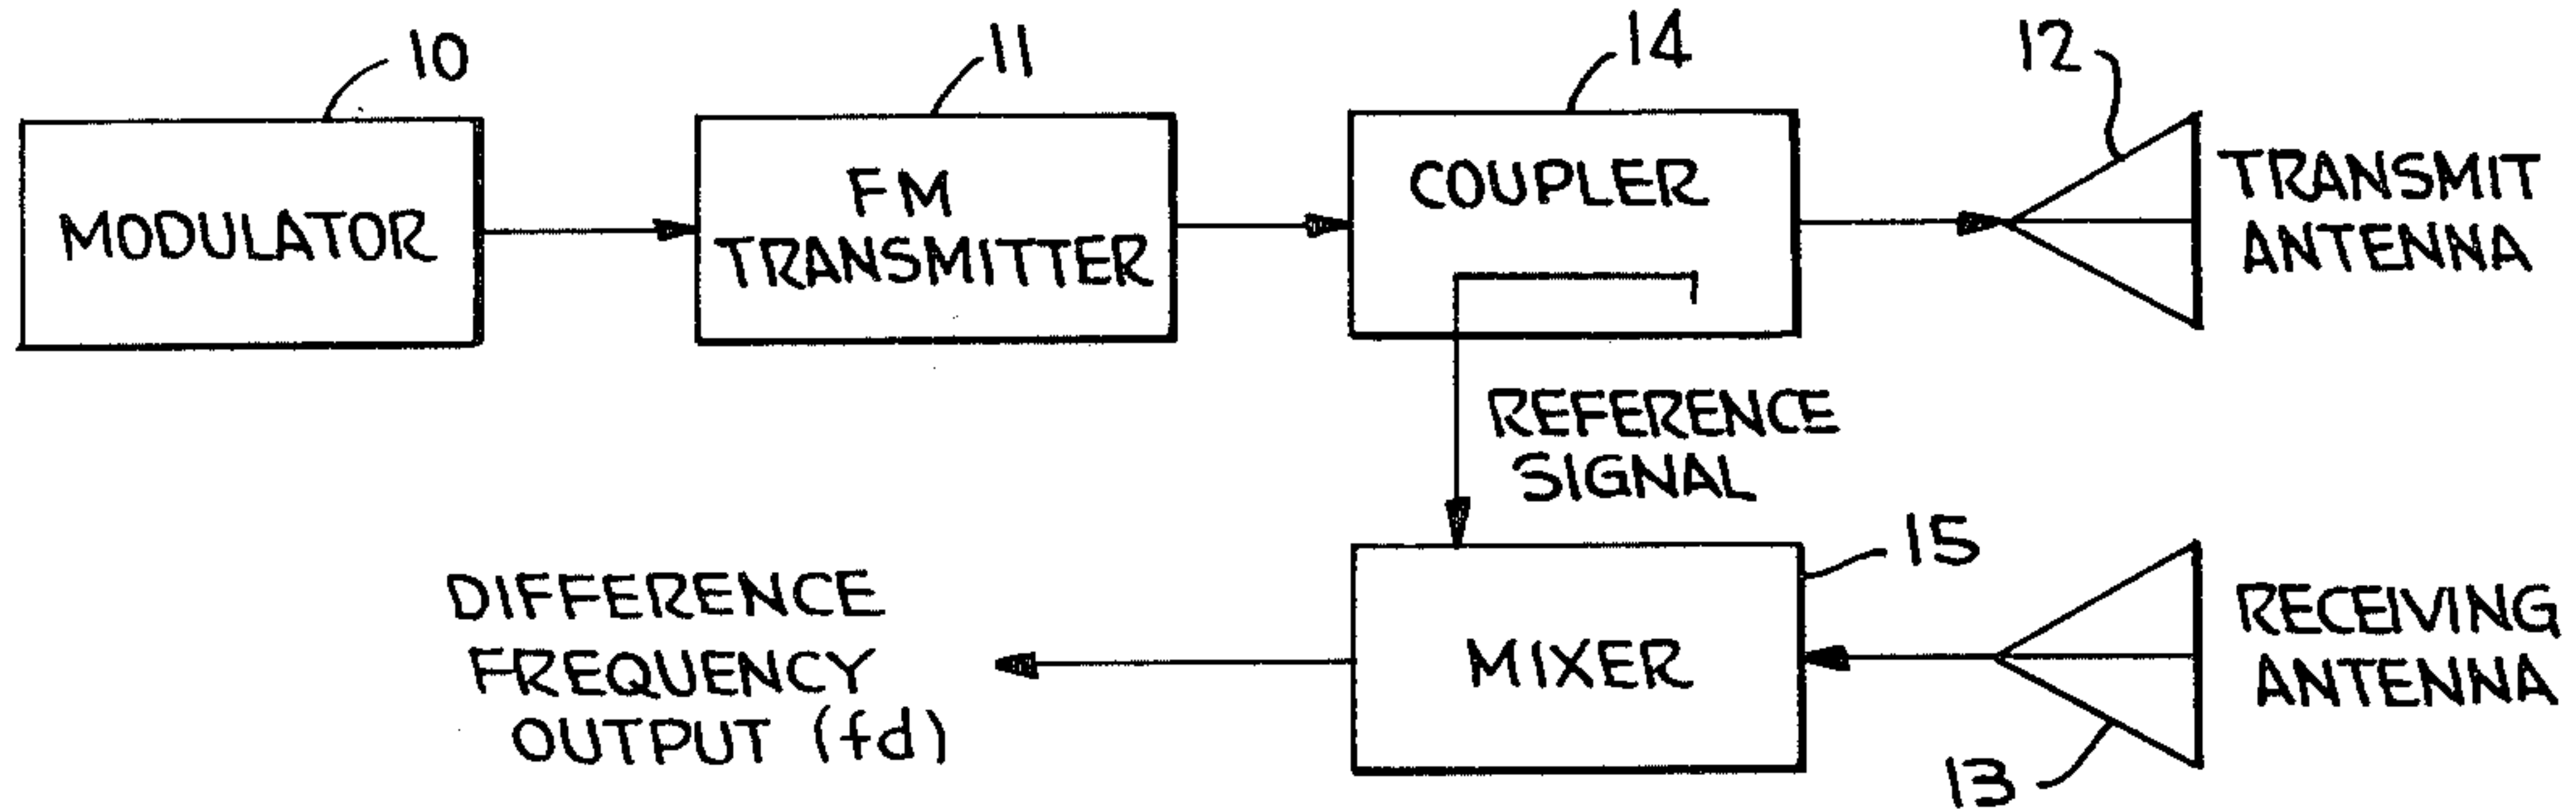 10
11
14
12
MODULATOR
FM
TRANSMITTER
COUPLER
TRANSMIT
ANTENNA
REFERENCE
SIGNAL
15
DIFFERENCE
FREQUENCY
OUTPUT (fd)
MIXER
RECEIVING
ANTENNA
13